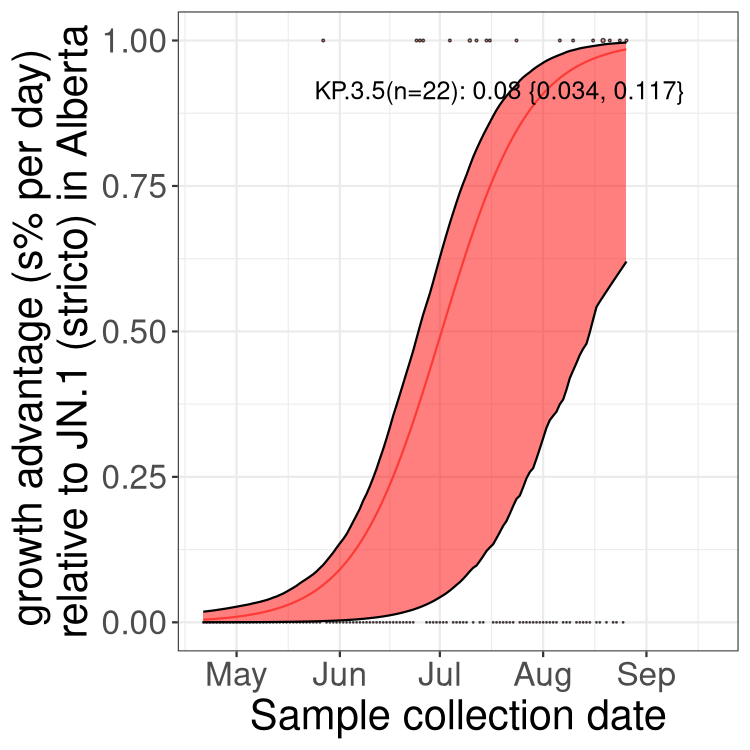 growth advantage (s% per day)
relative to JN.1 (stricto) in Alberta
1.00
0.75
0.50
0.25
0.00
KP.3.5(n=22): 0.08 {0.034, 0.117}
May Jun Jul Aug Sep
Sample collection date